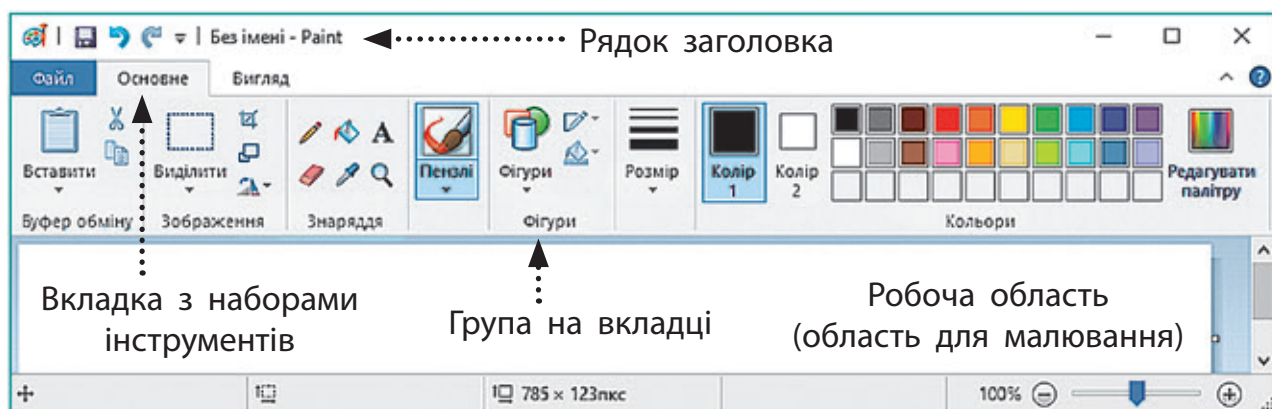 Без імені - Paint
Рядок заголовка
Файл Основне Вигляд
Вставити
Виділити
A
Пензлі
Фігури
Розмір
Колір 1
Колір 2
Редагувати палітру
Буфер обміну Зображення Знаряддя Фігури Кольори
Вкладка з наборами
інструментів
Група на вкладці
Робоча область
(область для малювання)
785 × 123пкс
100%